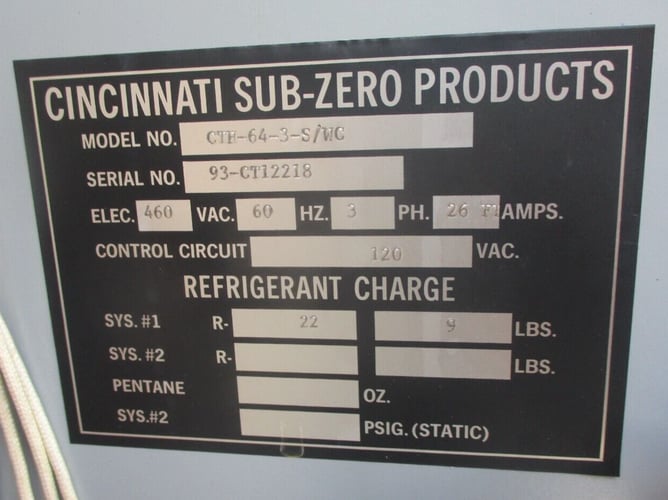 CINCINNATI SUB-ZERO PRODUCTS
MODEL NO. CTH-64-3-S/WC
SERIAL NO. 93-CT12218
ELEC. 460 VAC. 60 HZ. 3 PH. 26 AMPS.
CONTROL CIRCUIT 120 VAC.
REFRIGERANT CHARGE
SYS. #1 R- 22 9 LBS.
SYS. #2 R- LBS.
PENTANE OZ.
SYS.#2 PSIG. (STATIC)